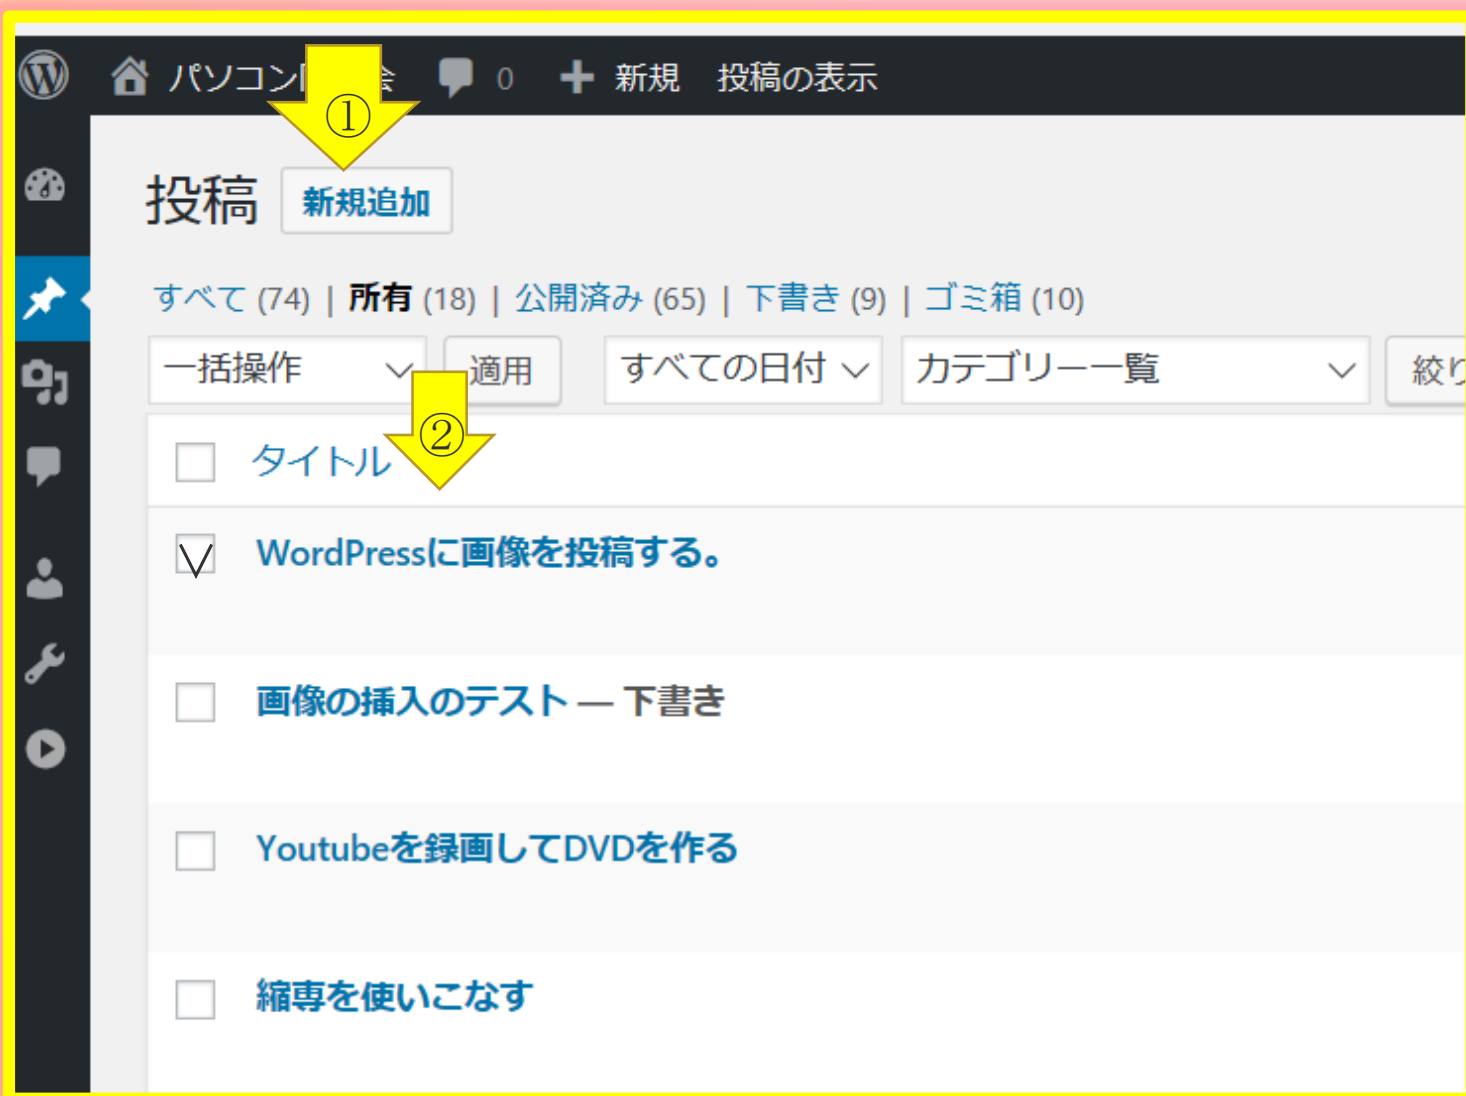 パソコン 会 0 新規 投稿の表示
①
投稿 新規追加
すべて (74) | 所有 (18) | 公開済み (65) | 下書き (9) | ゴミ箱 (10)
一括操作 適用 すべての日付 カテゴリー一覧 絞り
②
タイトル
WordPressに画像を投稿する。
画像の挿入のテスト — 下書き
Youtubeを録画してDVDを作る
縮専を使いこなす